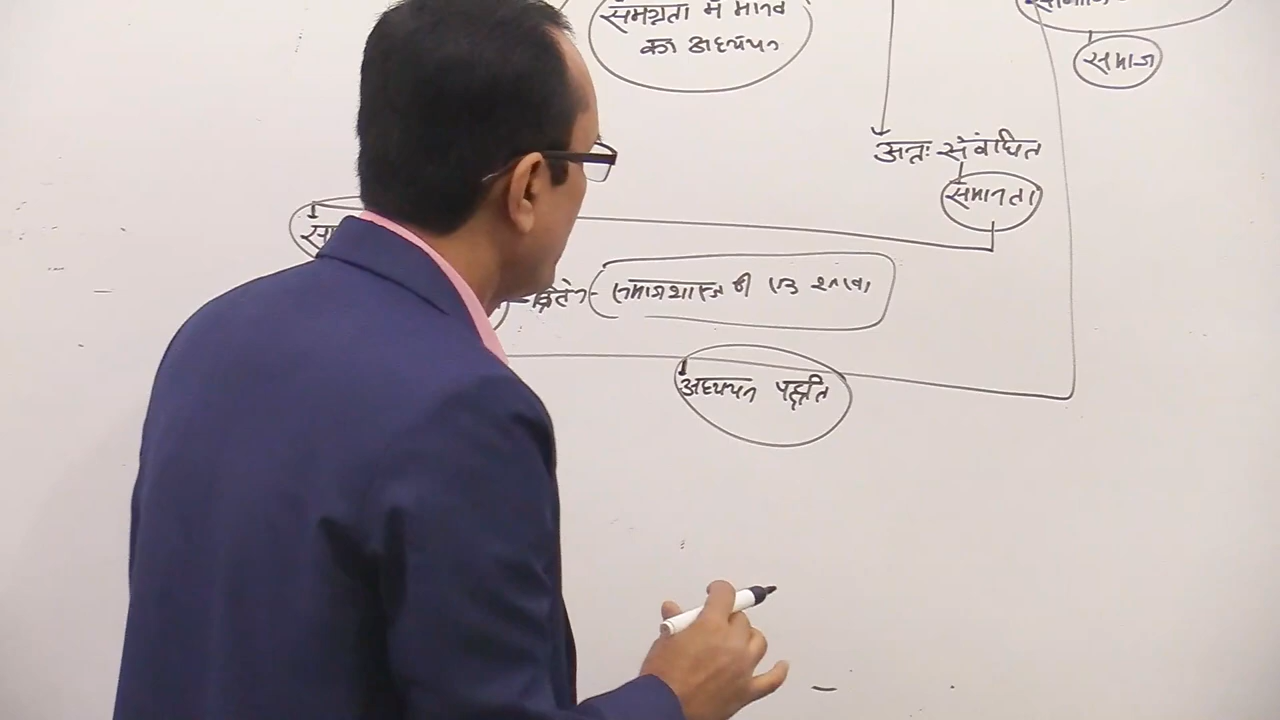 समग्रता में मानव
का अध्ययन
समाज
अन्तः संबंधित
समानता
समाजशास्त्र की एक शाखा
अध्ययन पद्धति